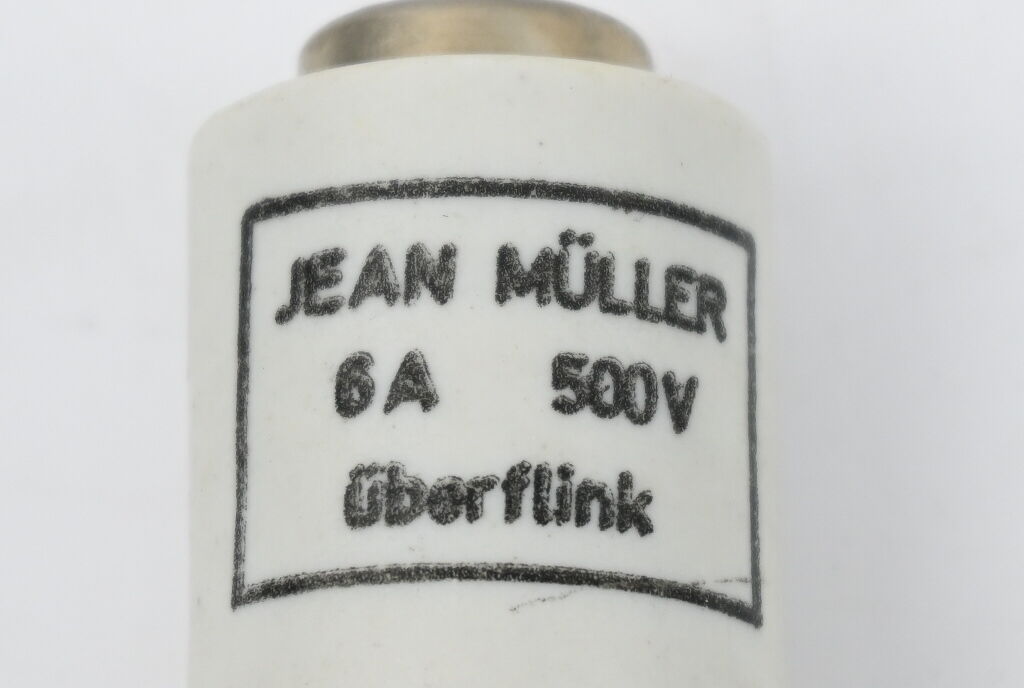 JEAN MÜLLER
6A 500V
überflink